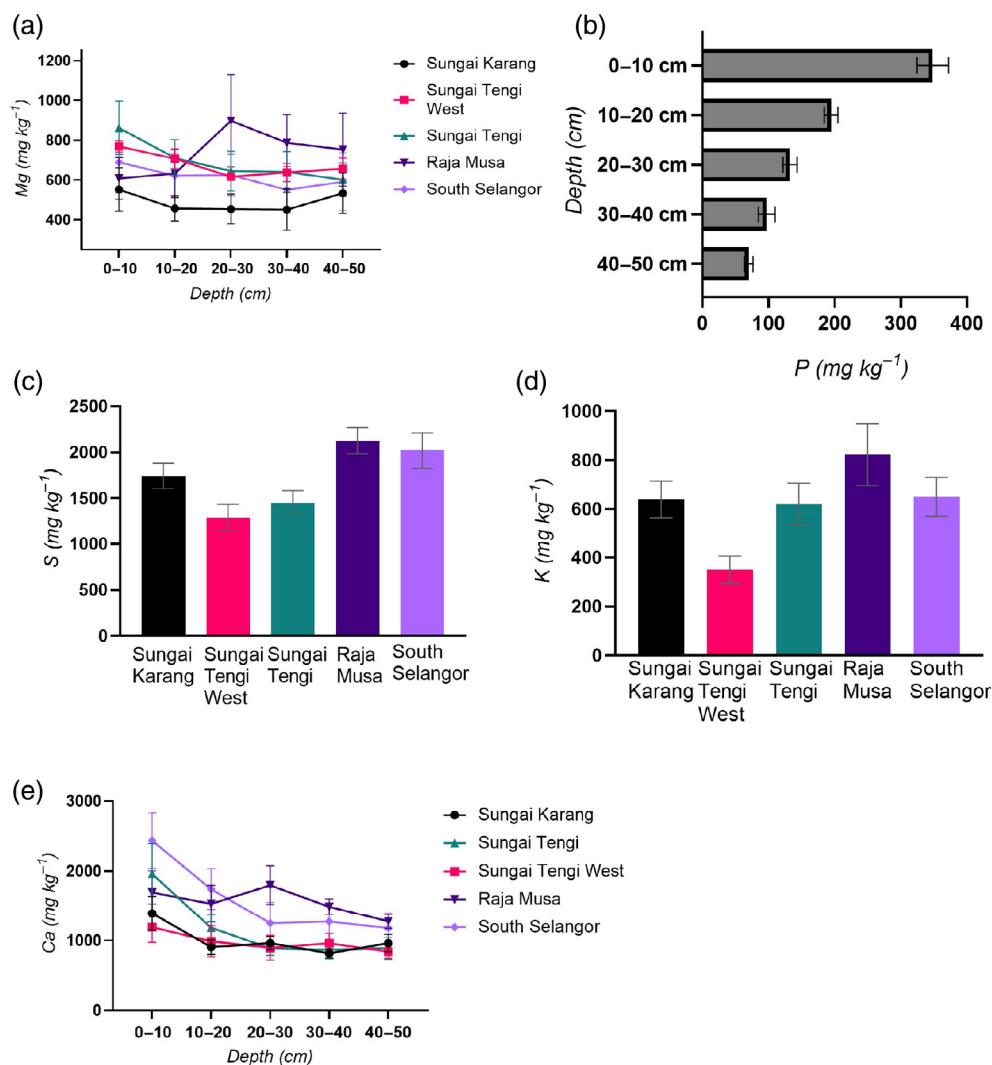 (a)
Mg (mg kg⁻¹)
1200
1000
800
600
400
0–10 10–20 20–30 30–40 40–50
Depth (cm)
Sungai Karang
Sungai Tengi
West
Sungai Tengi
Raja Musa
South Selangor
(b)
Depth (cm)
0–10 cm
10–20 cm
20–30 cm
30–40 cm
40–50 cm
0 100 200 300 400
P (mg kg⁻¹)
(c)
S (mg kg⁻¹)
2500
2000
1500
1000
500
0
Sungai Karang
Sungai Tengi West
Sungai Tengi
Raja Musa
South Selangor
(d)
K (mg kg⁻¹)
1000
800
600
400
200
0
Sungai Karang
Sungai Tengi West
Sungai Tengi
Raja Musa
South Selangor
(e)
Ca (mg kg⁻¹)
3000
2000
1000
0
0–10 10–20 20–30 30–40 40–50
Depth (cm)
Sungai Karang
Sungai Tengi
Sungai Tengi West
Raja Musa
South Selangor